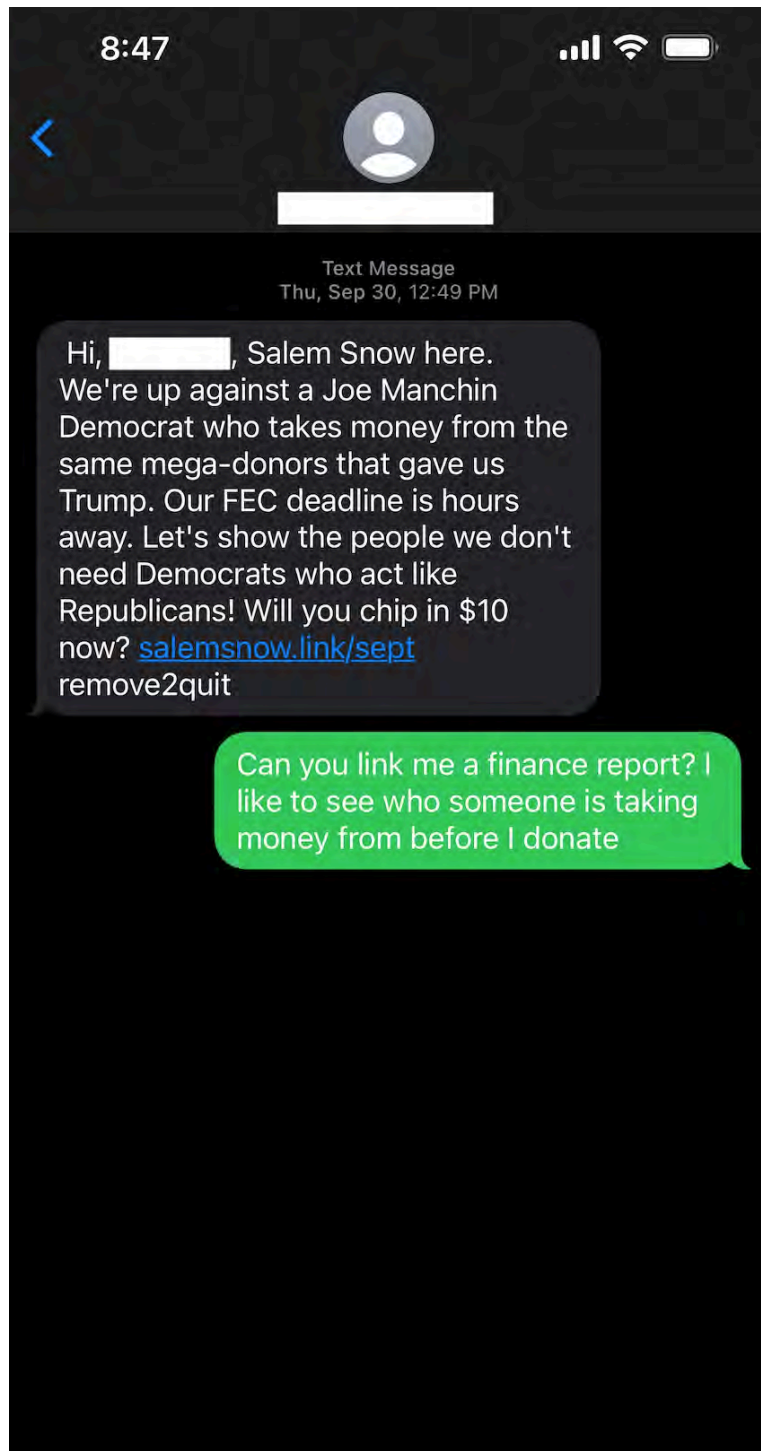 8:47
Text Message
Thu, Sep 30, 12:49 PM
Hi, , Salem Snow here.
We're up against a Joe Manchin
Democrat who takes money from the
same mega-donors that gave us
Trump. Our FEC deadline is hours
away. Let's show the people we don't
need Democrats who act like
Republicans! Will you chip in $10
now? salemsnow.link/sept
remove2quit
Can you link me a finance report? I
like to see who someone is taking
money from before I donate